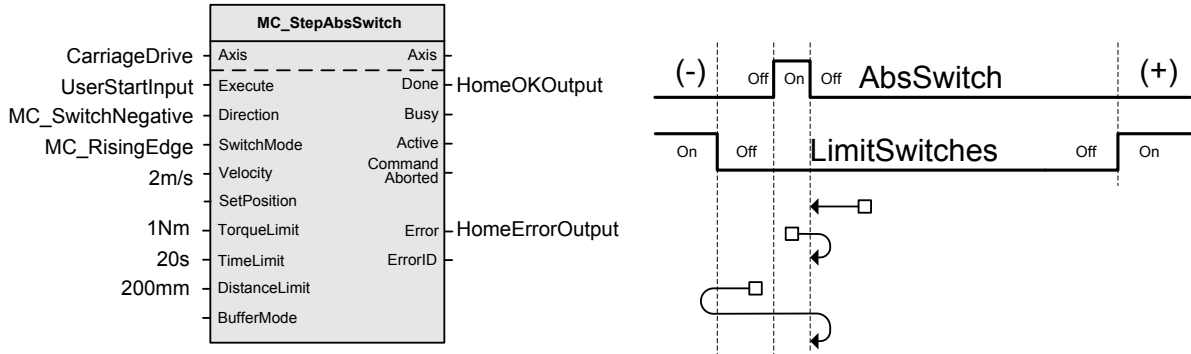 MC_StepAbsSwitch
CarriageDrive Axis Axis
UserStartInput Execute Done HomeOKOutput
MC_SwitchNegative Direction Busy
MC_RisingEdge SwitchMode Active
2m/s Velocity Command
Aborted
SetPosition
1Nm TorqueLimit Error HomeErrorOutput
20s TimeLimit ErrorID
200mm DistanceLimit
BufferMode
(-) Off On Off AbsSwitch (+)
On Off LimitSwitches Off On